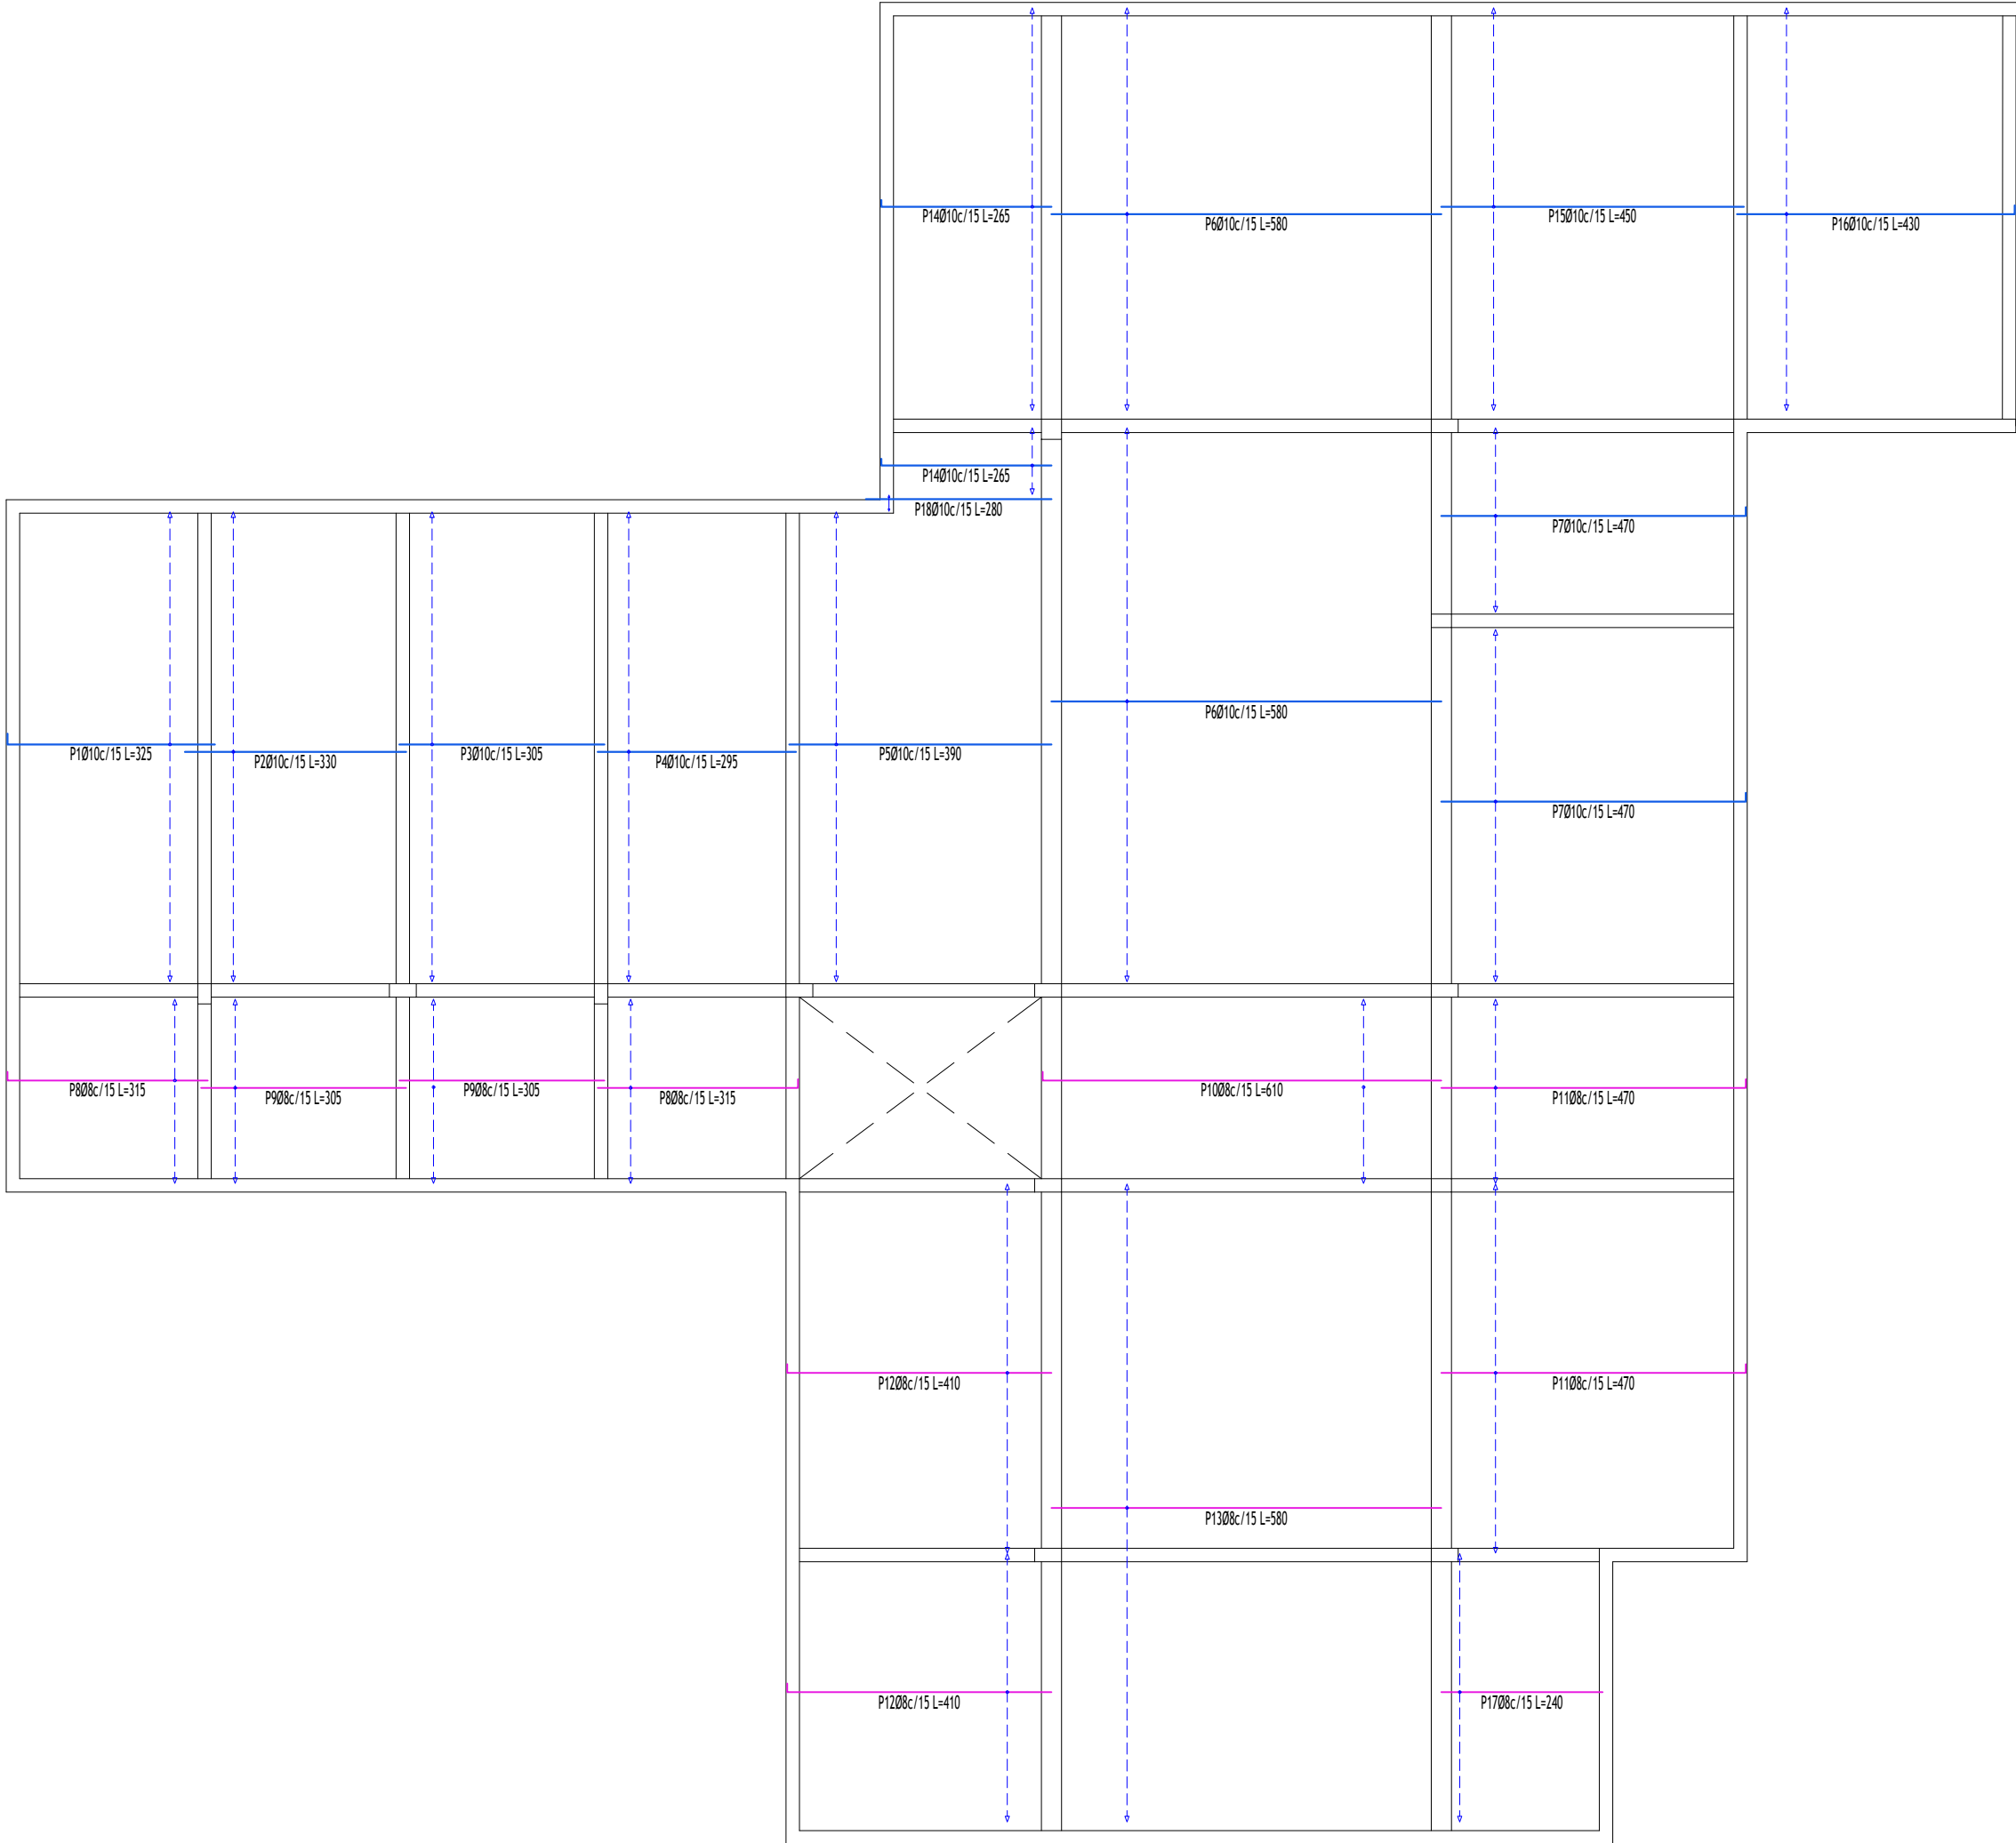 P14Ø10c/15 L=265
P6Ø10c/15 L=580
P15Ø10c/15 L=450
P16Ø10c/15 L=430
P14Ø10c/15 L=265
P18Ø10c/15 L=280
P7Ø10c/15 L=470
P6Ø10c/15 L=580
P1Ø10c/15 L=325
P2Ø10c/15 L=330
P3Ø10c/15 L=305
P4Ø10c/15 L=295
P5Ø10c/15 L=390
P7Ø10c/15 L=470
P8Ø8c/15 L=315
P9Ø8c/15 L=305
P9Ø8c/15 L=305
P8Ø8c/15 L=315
P10Ø8c/15 L=610
P11Ø8c/15 L=470
P12Ø8c/15 L=410
P11Ø8c/15 L=470
P13Ø8c/15 L=580
P12Ø8c/15 L=410
P17Ø8c/15 L=240